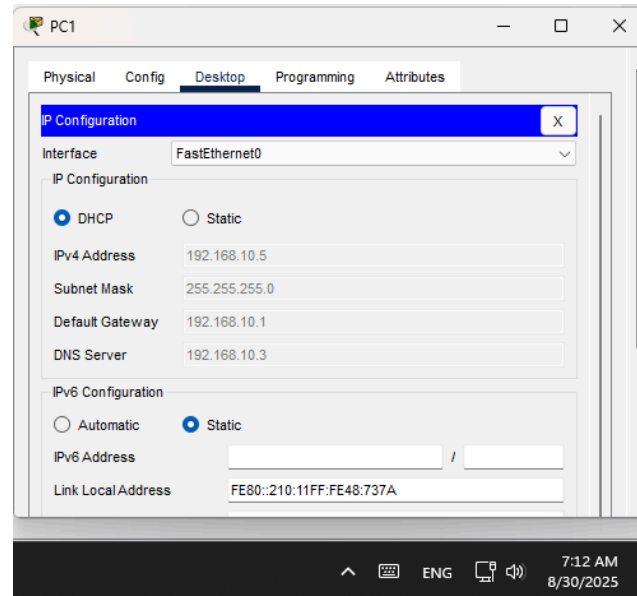 PC1
Physical Config Desktop Programming Attributes
IP Configuration X
Interface FastEthernet0
IP Configuration
DHCP Static
IPv4 Address 192.168.10.5
Subnet Mask 255.255.255.0
Default Gateway 192.168.10.1
DNS Server 192.168.10.3
IPv6 Configuration
Automatic Static
IPv6 Address /
Link Local Address FE80::210:11FF:FE48:737A
ENG 7:12 AM
8/30/2025